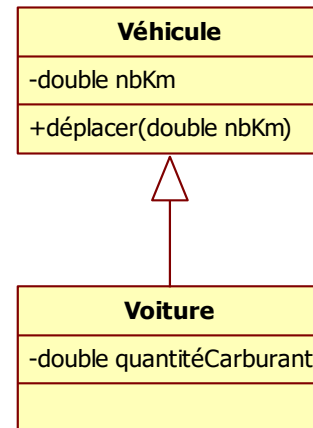 Véhicule
-double nbKm
+déplacer(double nbKm)
Voiture
-double quantitéCarburant